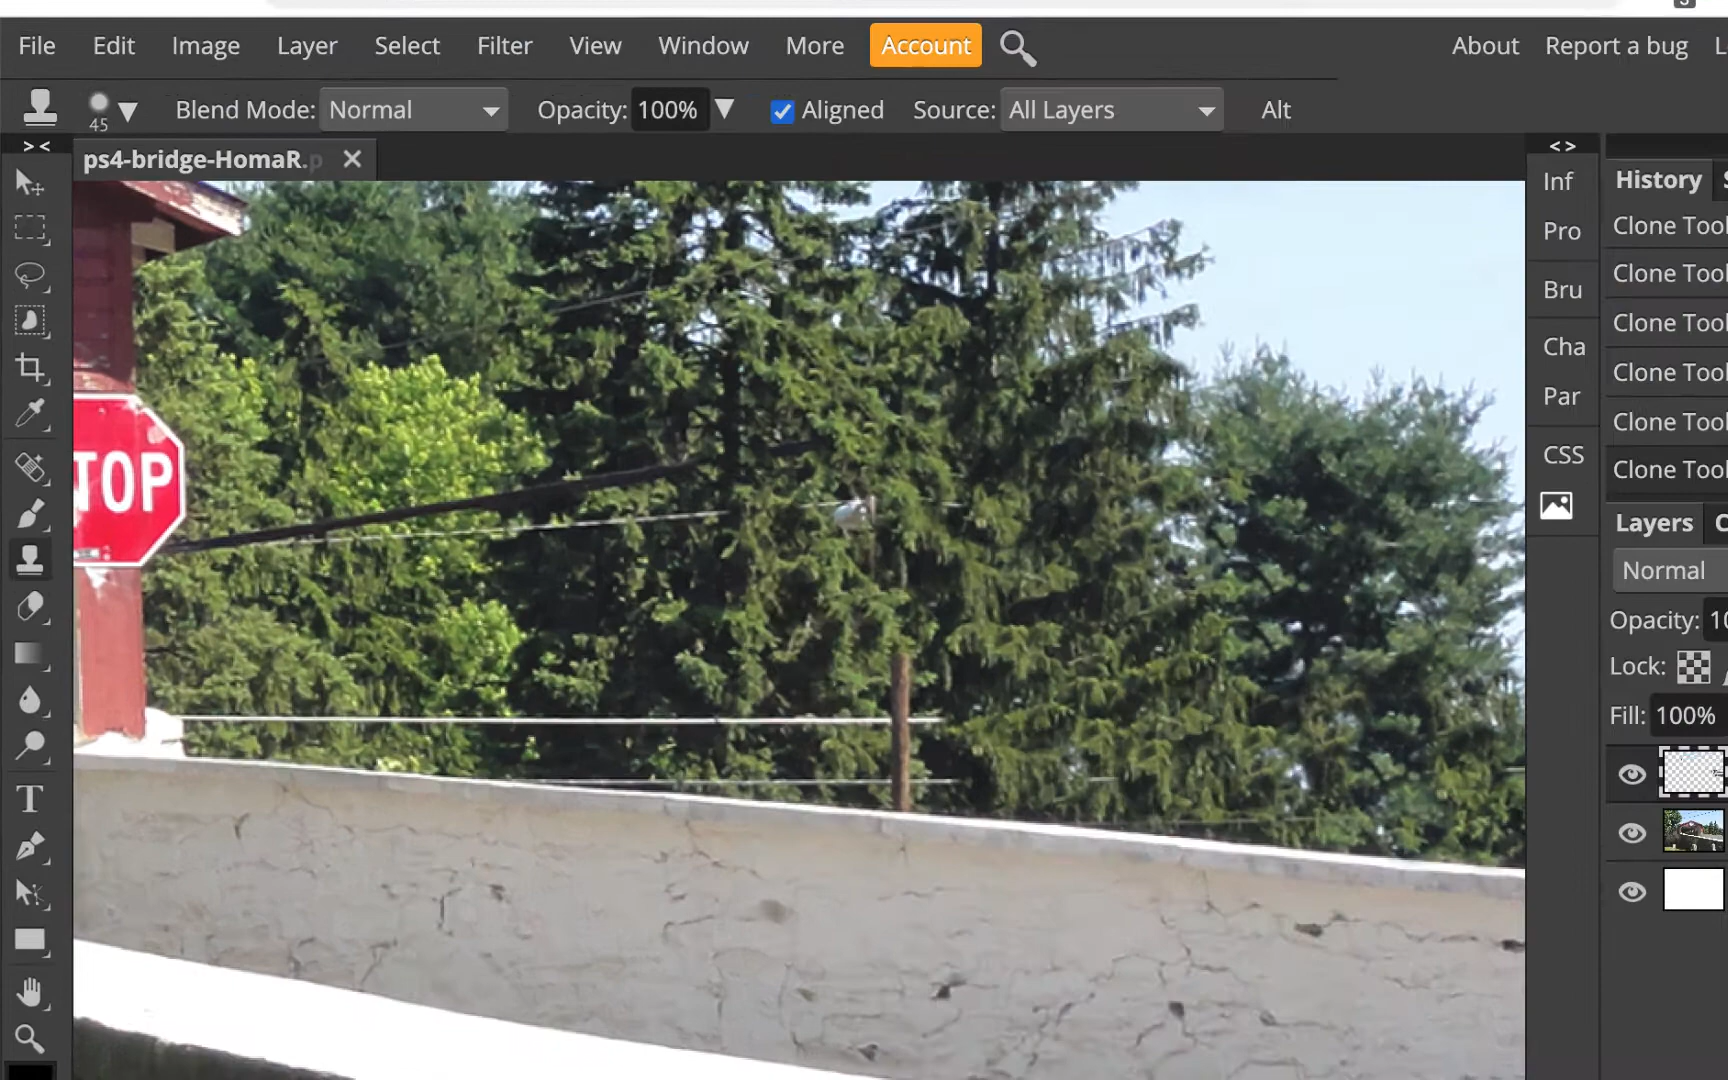 File Edit Image Layer Select Filter View Window More Account About Report a bug
45 Blend Mode: Normal Opacity: 100% Aligned Source: All Layers Alt
> < ps4-bridge-HomaR.p < >
Inf
Pro
Bru
Cha
Par
CSS
History
Clone Tool
Clone Tool
Clone Tool
Clone Tool
Clone Tool
Clone Tool
Layers
Normal
Opacity: 10
Lock:
Fill: 100%
TOP
T